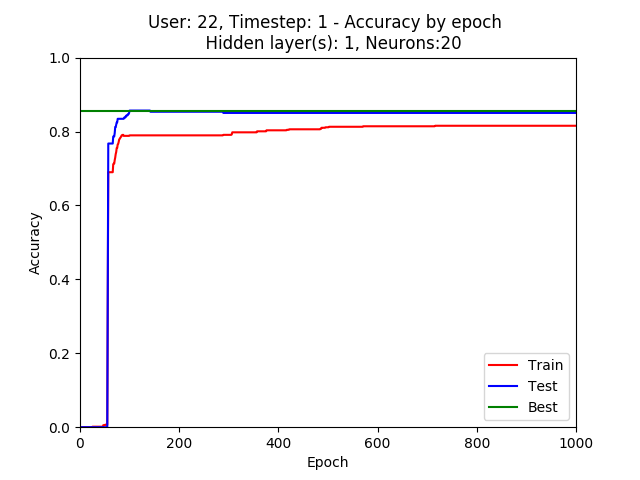 User: 22, Timestep: 1 - Accuracy by epoch
Hidden layer(s): 1, Neurons:20
1.0
0.8
0.6
0.4
0.2
0.0
Accuracy
0 200 400 600 800 1000
Epoch
Train
Test
Best